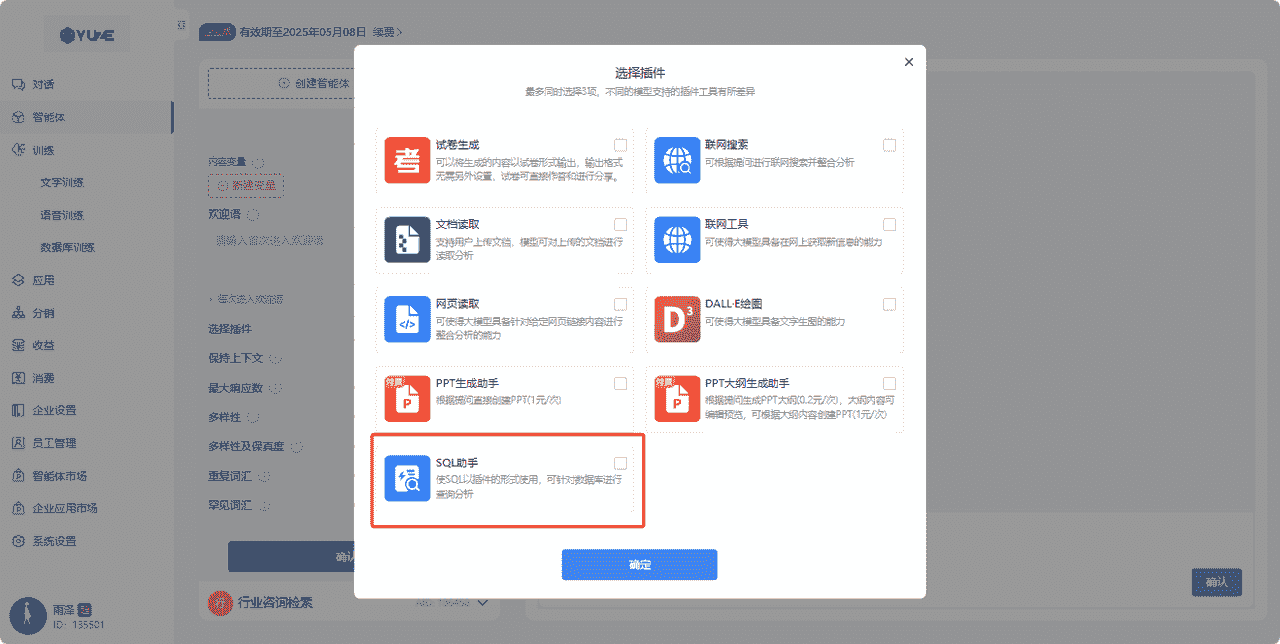 YUZE
有效期至2025年05月08日 续费 >
对话
智能体
训练
文字训练
语音训练
数据库训练
应用
分销
收益
消费
企业设置
员工管理
智能体市场
企业应用市场
系统设置
雨泽
ID: 135501
创建智能体
内容变量
新建变量
欢迎语
请输入首次进入欢迎语
每次进入欢迎语
选择插件
保持上下文
最大响应数
多样性
多样性及保真度
重复词汇
罕见词汇
行业咨询检索
确认
选择插件
最多同时选择3项，不同的模型支持的插件工具有所差异
试卷生成
可以将生成的内容以试卷形式输出，输出格式
无需另外设置，试卷可直接作答和进行分享。
联网搜索
可根据提问进行联网搜索并整合分析
文档读取
支持用户上传文档，模型可对上传的文档进行
读取分析
联网工具
可使得大模型具备在网上获取新信息的能力
网页读取
可使得大模型具备针对给定网页链接内容进行
整合分析的能力
DALL·E绘图
可使得大模型具备文字生图的能力
PPT生成助手
根据提问直接创建PPT(1元/次)
PPT大纲生成助手
根据提问生成PPT大纲(0.2元/次)，大纲内容可
编辑预览，可根据大纲内容创建PPT(1元/次)
SQL助手
使SQL以插件的形式使用，可针对数据库进行
查询分析
确定